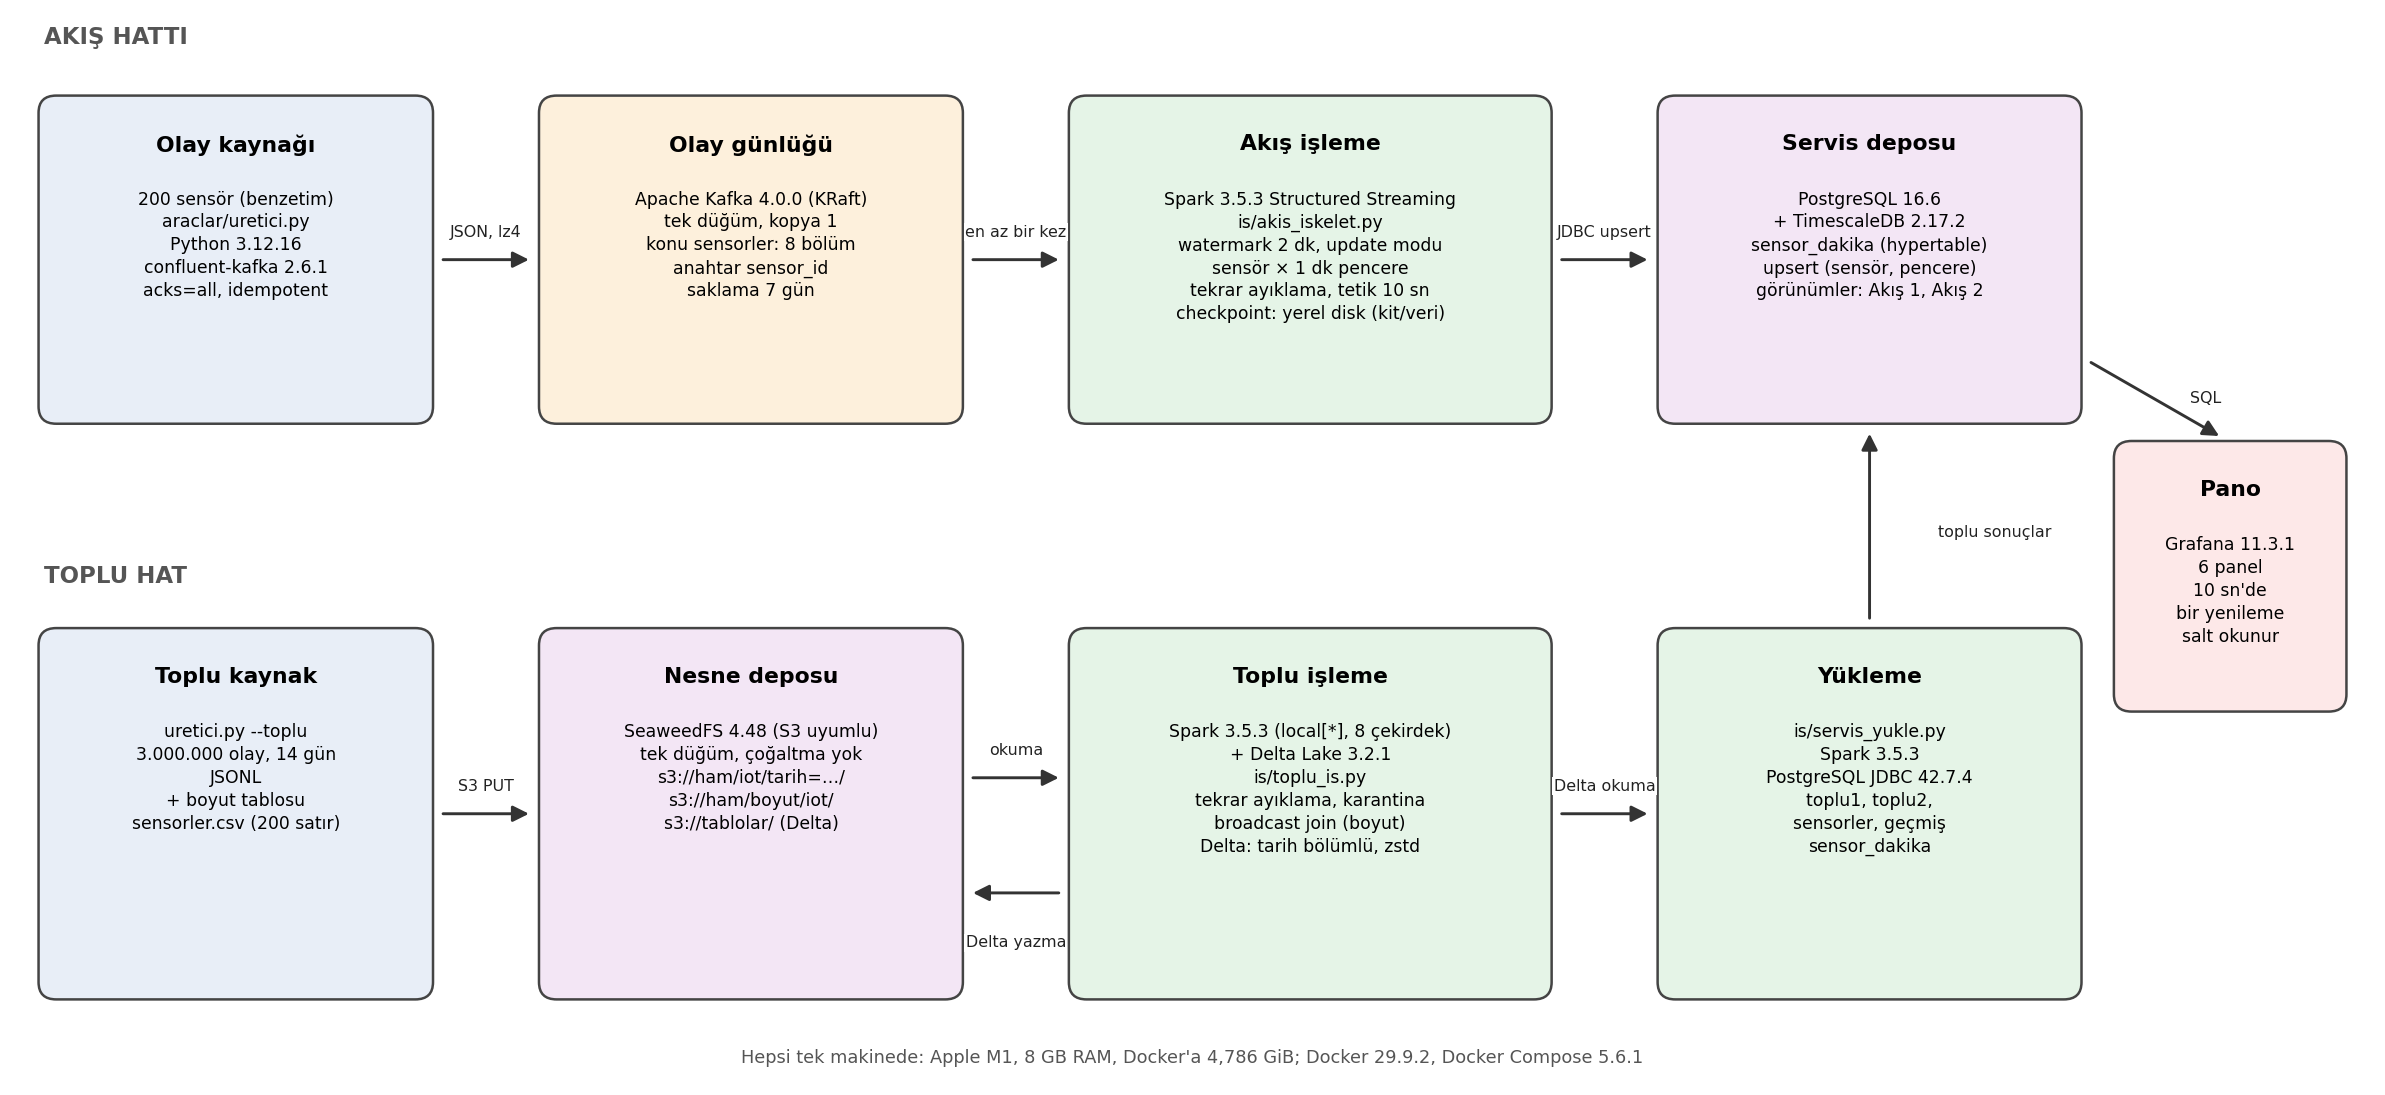 AKIŞ HATTI
Olay kaynağı
200 sensör (benzetim)
araclar/uretici.py
Python 3.12.16
confluent-kafka 2.6.1
acks=all, idempotent
JSON, lz4
Olay günlüğü
Apache Kafka 4.0.0 (KRaft)
tek düğüm, kopya 1
konu sensorler: 8 bölüm
anahtar sensor_id
saklama 7 gün
en az bir kez
Akış işleme
Spark 3.5.3 Structured Streaming
is/akis_iskelet.py
watermark 2 dk, update modu
sensör × 1 dk pencere
tekrar ayıklama, tetik 10 sn
checkpoint: yerel disk (kit/veri)
JDBC upsert
Servis deposu
PostgreSQL 16.6
+ TimescaleDB 2.17.2
sensor_dakika (hypertable)
upsert (sensör, pencere)
görünümler: Akış 1, Akış 2
SQL
Pano
Grafana 11.3.1
6 panel
10 sn'de
bir yenileme
salt okunur
toplu sonuçlar
TOPLU HAT
Toplu kaynak
uretici.py --toplu
3.000.000 olay, 14 gün
JSONL
+ boyut tablosu
sensorler.csv (200 satır)
S3 PUT
Nesne deposu
SeaweedFS 4.48 (S3 uyumlu)
tek düğüm, çoğaltma yok
s3://ham/iot/tarih=.../
s3://ham/boyut/iot/
s3://tablolar/ (Delta)
okuma
Delta yazma
Toplu işleme
Spark 3.5.3 (local[*], 8 çekirdek)
+ Delta Lake 3.2.1
is/toplu_is.py
tekrar ayıklama, karantina
broadcast join (boyut)
Delta: tarih bölümlü, zstd
Delta okuma
Yükleme
is/servis_yukle.py
Spark 3.5.3
PostgreSQL JDBC 42.7.4
toplu1, toplu2,
sensorler, geçmiş
sensor_dakika
Hepsi tek makinede: Apple M1, 8 GB RAM, Docker'a 4,786 GiB; Docker 29.9.2, Docker Compose 5.6.1